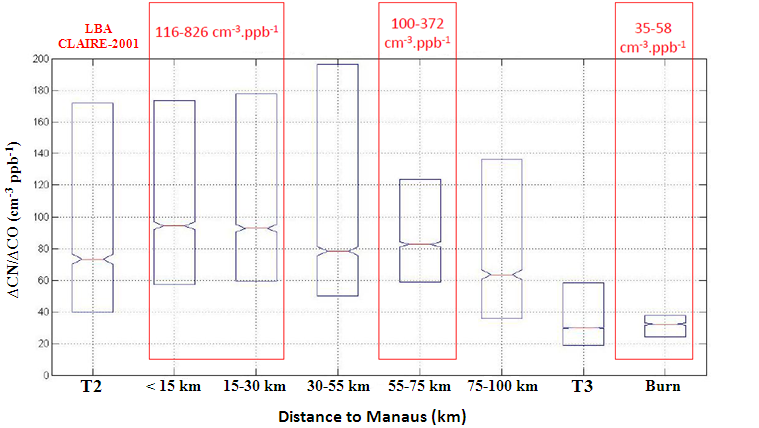 LBA
CLAIRE-2001
116-826 cm⁻³.ppb⁻¹
100-372
cm⁻³.ppb⁻¹
35-58
cm⁻³.ppb⁻¹
ΔCN/ΔCO (cm⁻³ ppb⁻¹)
200
180
160
140
120
100
80
60
40
20
0
T2 < 15 km 15-30 km 30-55 km 55-75 km 75-100 km T3 Burn
Distance to Manaus (km)